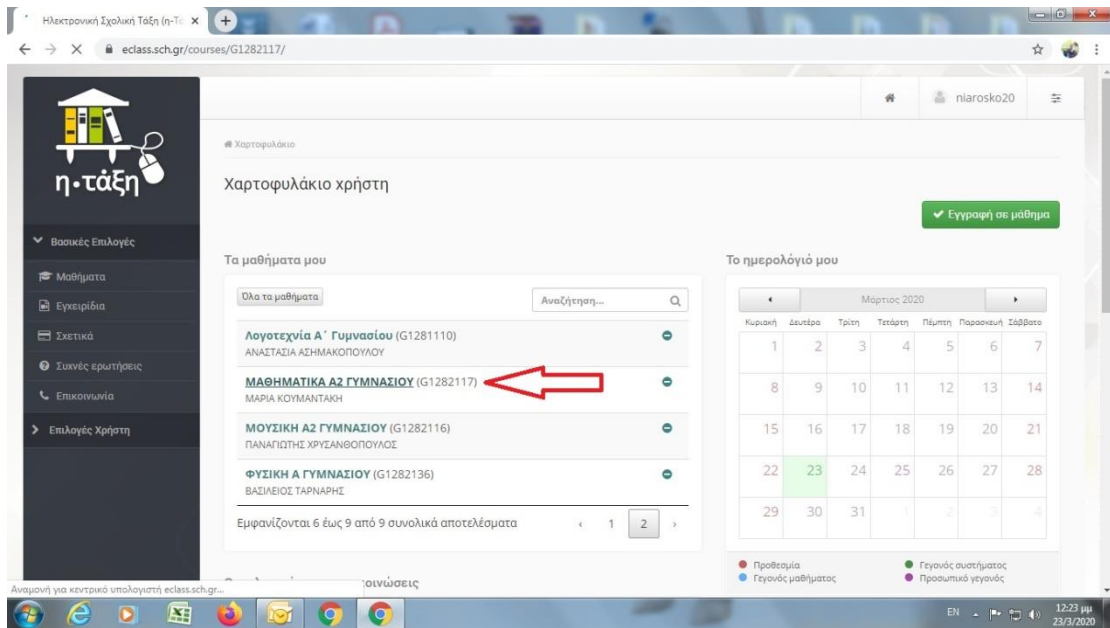 Ηλεκτρονική Σχολική Τάξη (η-Τά
eclass.sch.gr/courses/G1282117/
niarosko20
η•τάξη
Χαρτοφυλάκιο
Χαρτοφυλάκιο χρήστη
Εγγραφή σε μάθημα
Βασικές Επιλογές
Μαθήματα
Εγχειρίδια
Σχετικά
Συχνές ερωτήσεις
Επικοινωνία
Επιλογές Χρήστη
Τα μαθήματα μου
Όλα τα μαθήματα
Αναζήτηση...
Λογοτεχνία Α΄ Γυμνασίου (G1281110)
ΑΝΑΣΤΑΣΙΑ ΑΣΗΜΑΚΟΠΟΥΛΟΥ
ΜΑΘΗΜΑΤΙΚΑ Α2 ΓΥΜΝΑΣΙΟΥ (G1282117)
ΜΑΡΙΑ ΚΟΥΜΑΝΤΑΚΗ
ΜΟΥΣΙΚΗ Α2 ΓΥΜΝΑΣΙΟΥ (G1282116)
ΠΑΝΑΓΙΩΤΗΣ ΧΡΥΣΑΝΘΟΠΟΥΛΟΣ
ΦΥΣΙΚΗ Α ΓΥΜΝΑΣΙΟΥ (G1282136)
ΒΑΣΙΛΕΙΟΣ ΤΑΡΝΑΡΗΣ
Εμφανίζονται 6 έως 9 από 9 συνολικά αποτελέσματα
‹ 1 2 ›
Το ημερολόγιό μου
Μάρτιος 2020
Κυριακή Δευτέρα Τρίτη Τετάρτη Πέμπτη Παρασκευή Σάββατο
1 2 3 4 5 6 7
8 9 10 11 12 13 14
15 16 17 18 19 20 21
22 23 24 25 26 27 28
29 30 31 1 2 3 4
Προθεσμία Γεγονός συστήματος
Γεγονός μαθήματος Προσωπικό γεγονός
Αναμονή για κεντρικό υπολογιστή eclass.sch.gr...
EN
12:23 μμ
23/3/2020